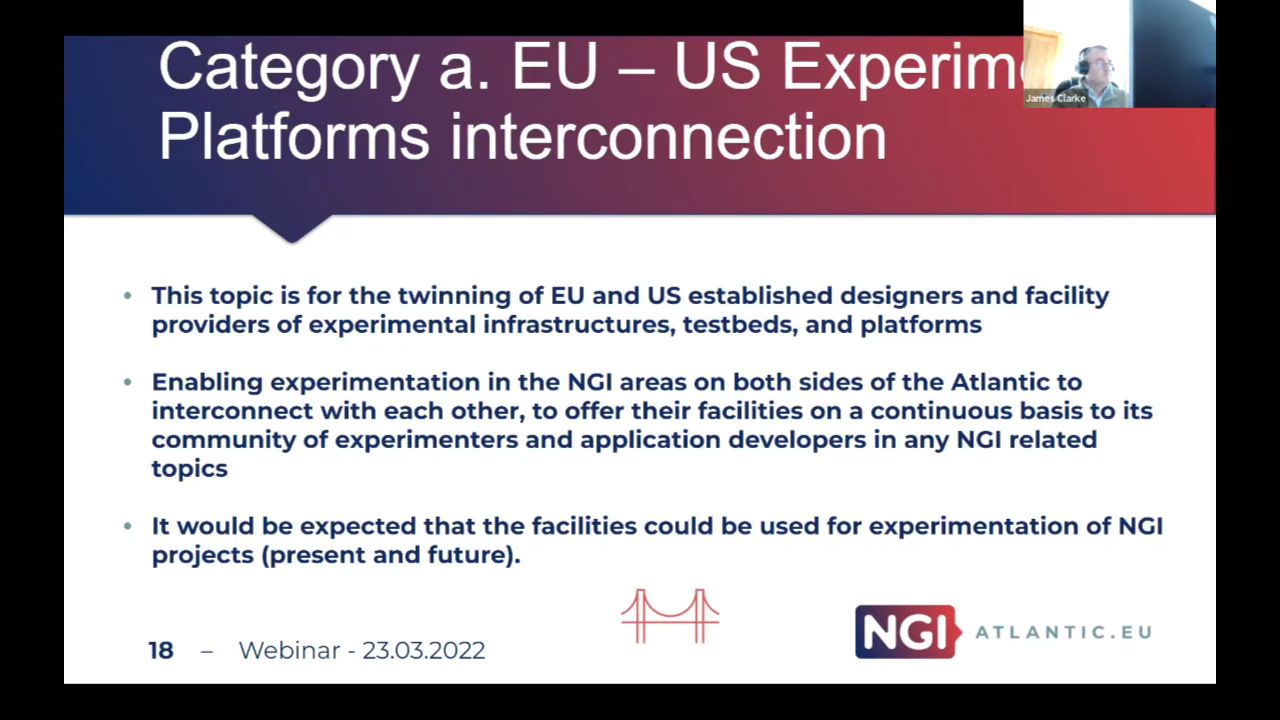 Category a. EU – US Experim
James Clarke
Platforms interconnection
• This topic is for the twinning of EU and US established designers and facility
providers of experimental infrastructures, testbeds, and platforms
• Enabling experimentation in the NGI areas on both sides of the Atlantic to
interconnect with each other, to offer their facilities on a continuous basis to its
community of experimenters and application developers in any NGI related
topics
• It would be expected that the facilities could be used for experimentation of NGI
projects (present and future).
18 – Webinar - 23.03.2022
NGI ATLANTIC.EU